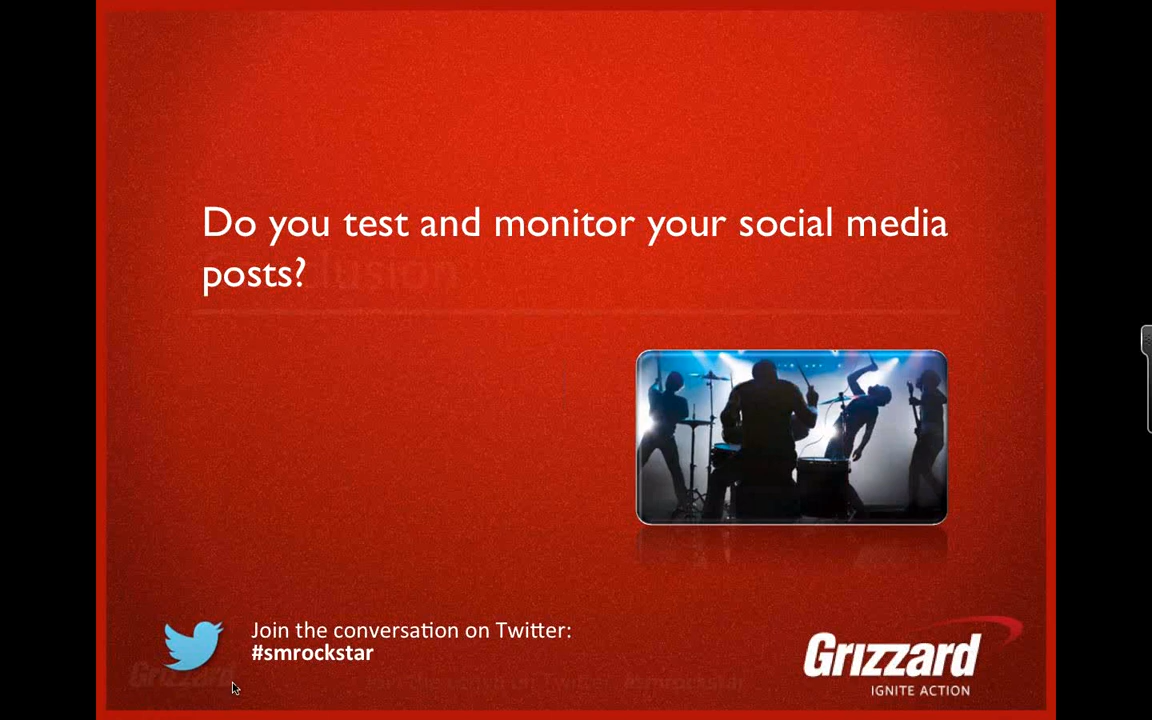 Do you test and monitor your social media
posts?
Join the conversation on Twitter:
#smrockstar
Grizzard
IGNITE ACTION